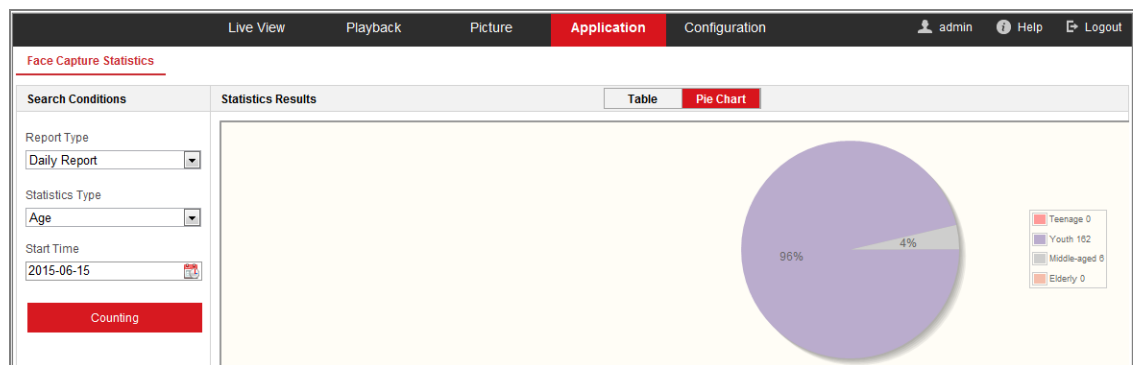 Live View Playback Picture Application Configuration admin Help Logout
Face Capture Statistics
Search Conditions
Statistics Results
Table Pie Chart
Report Type
Daily Report
Statistics Type
Age
Start Time
2015-06-15
Counting
96%
4%
Teenage 0
Youth 162
Middle-aged 6
Elderly 0